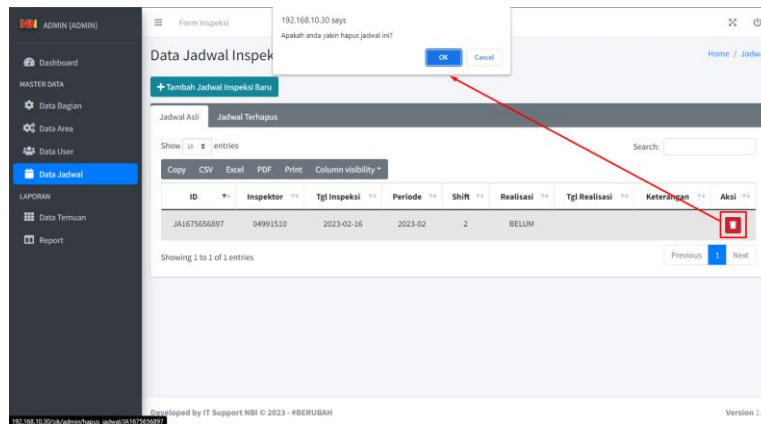 NBI ADMIN (ADMIN)
Form Inspeksi
192.168.10.30 says
Apakah anda yakin hapus jadwal ini?
OK
Cancel
Dashboard
MASTER DATA
Data Bagian
Data Area
Data User
Data Jadwal
LAPORAN
Data Temuan
Report
Data Jadwal Inspek
Home / Jadwa
Tambah Jadwal Inspeksi Baru
Jadwal Asli
Jadwal Terhapus
Show 10 entries
Search:
Copy CSV Excel PDF Print Column visibility
ID Inspektor Tgl Inspeksi Periode Shift Realisasi Tgl Realisasi Keterangan Aksi
JA1675656897 04991510 2023-02-16 2023-02 2 BELUM
Showing 1 to 1 of 1 entries
Previous 1 Next
Developed by IT Support NBI © 2023 - #BERUBAH
Version 1.
192.168.10.30/sik/admin/hapus_jadwal/JA1675656897